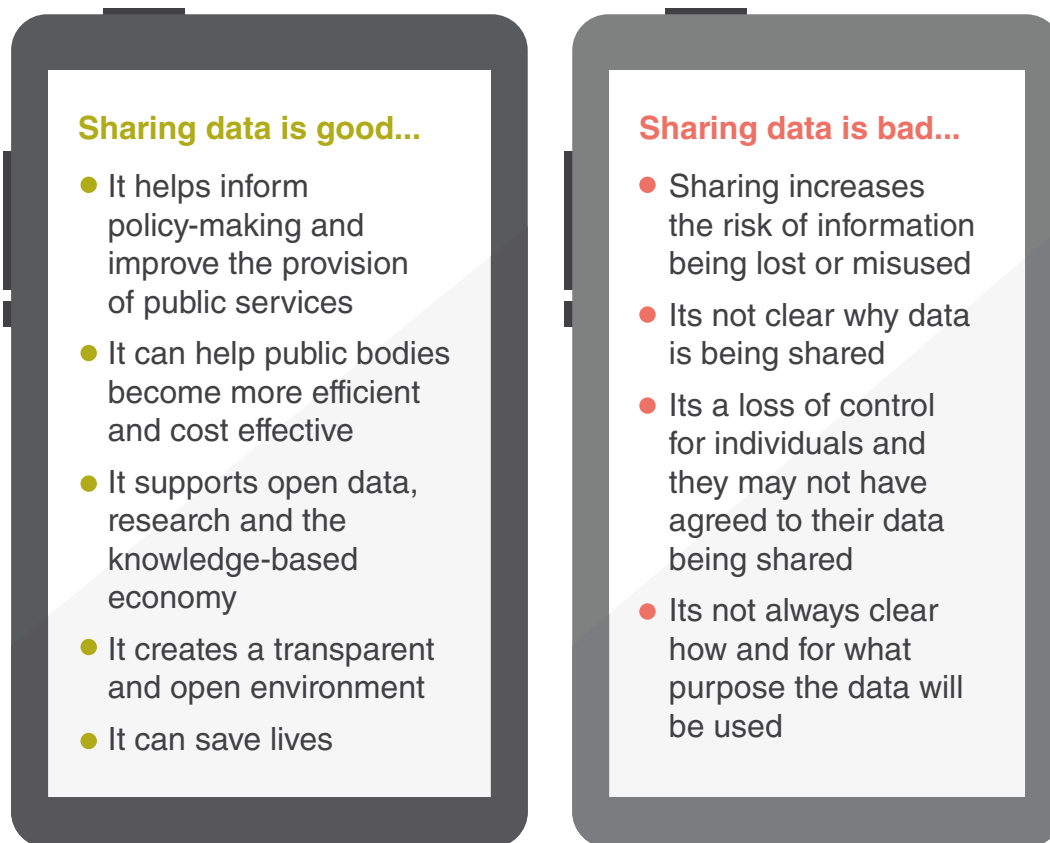 Sharing data is good...
It helps inform
policy-making and
improve the provision
of public services
It can help public bodies
become more efficient
and cost effective
It supports open data,
research and the
knowledge-based
economy
It creates a transparent
and open environment
It can save lives
Sharing data is bad...
Sharing increases
the risk of information
being lost or misused
Its not clear why data
is being shared
Its a loss of control
for individuals and
they may not have
agreed to their data
being shared
Its not always clear
how and for what
purpose the data will
be used